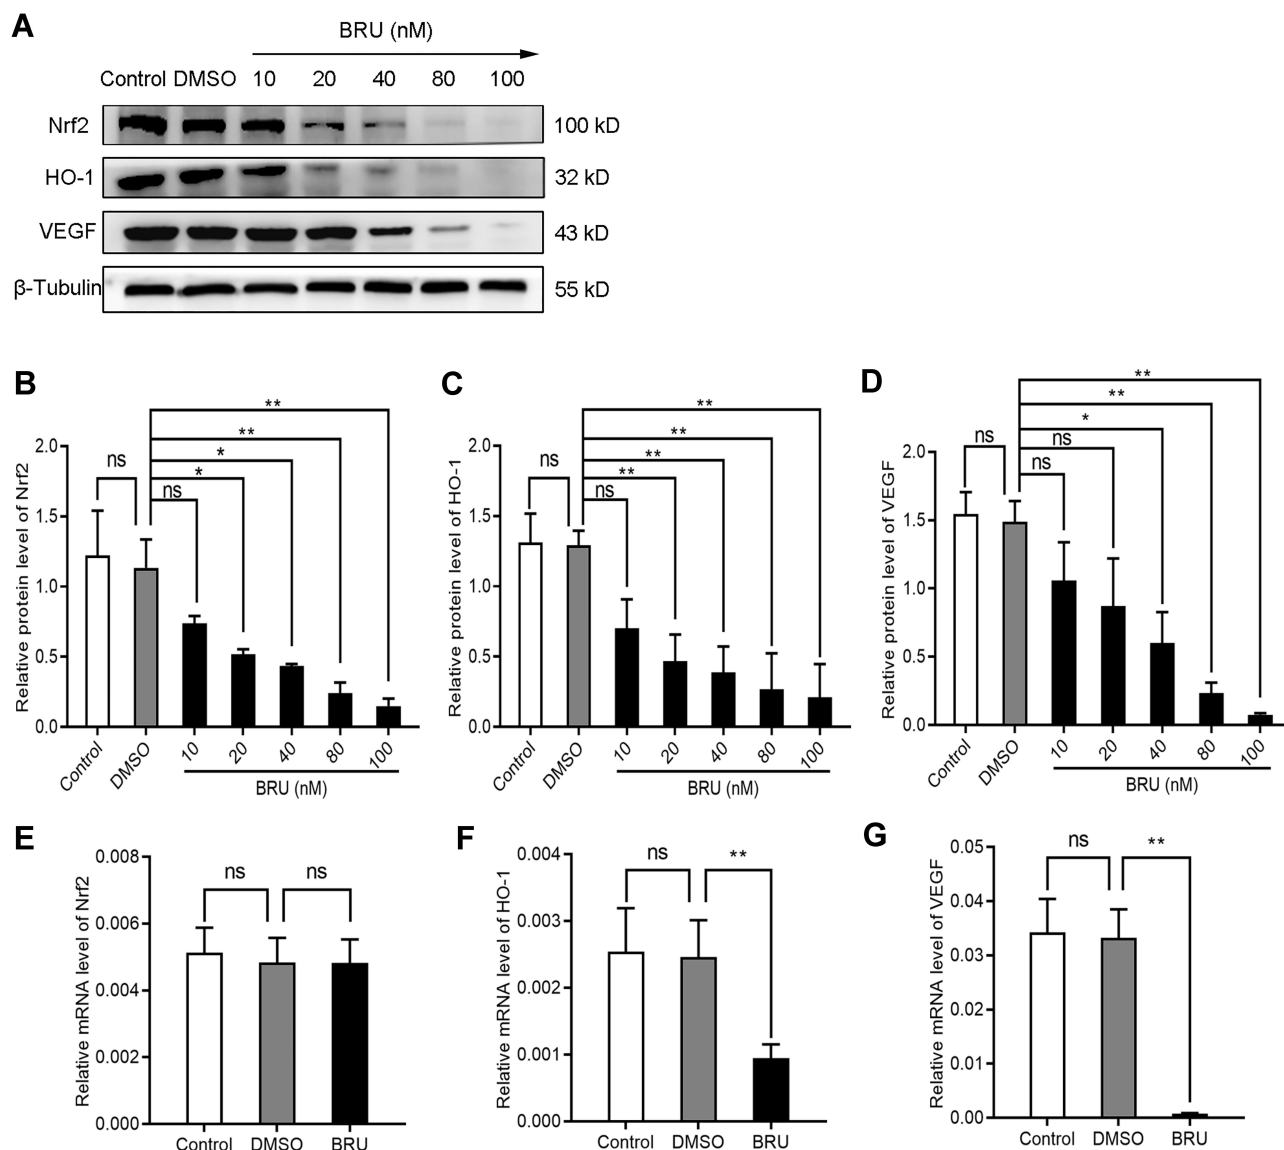 A
BRU (nM)
Control DMSO 10 20 40 80 100
Nrf2 100 kD
HO-1 32 kD
VEGF 43 kD
β-Tubulin 55 kD
B
Relative protein level of Nrf2
2.0
1.5
1.0
0.5
0.0
ns
ns
*
*
**
**
Control DMSO 10 20 40 80 100
BRU (nM)
C
Relative protein level of HO-1
2.0
1.5
1.0
0.5
0.0
ns
ns
**
**
**
**
Control DMSO 10 20 40 80 100
BRU (nM)
D
Relative protein level of VEGF
2.0
1.5
1.0
0.5
0.0
ns
ns
ns
*
**
**
Control DMSO 10 20 40 80 100
BRU (nM)
E
Relative mRNA level of Nrf2
0.008
0.006
0.004
0.002
0.000
ns ns
Control DMSO BRU
F
Relative mRNA level of HO-1
0.004
0.003
0.002
0.001
0.000
ns **
Control DMSO BRU
G
Relative mRNA level of VEGF
0.05
0.04
0.03
0.02
0.01
0.00
ns **
Control DMSO BRU